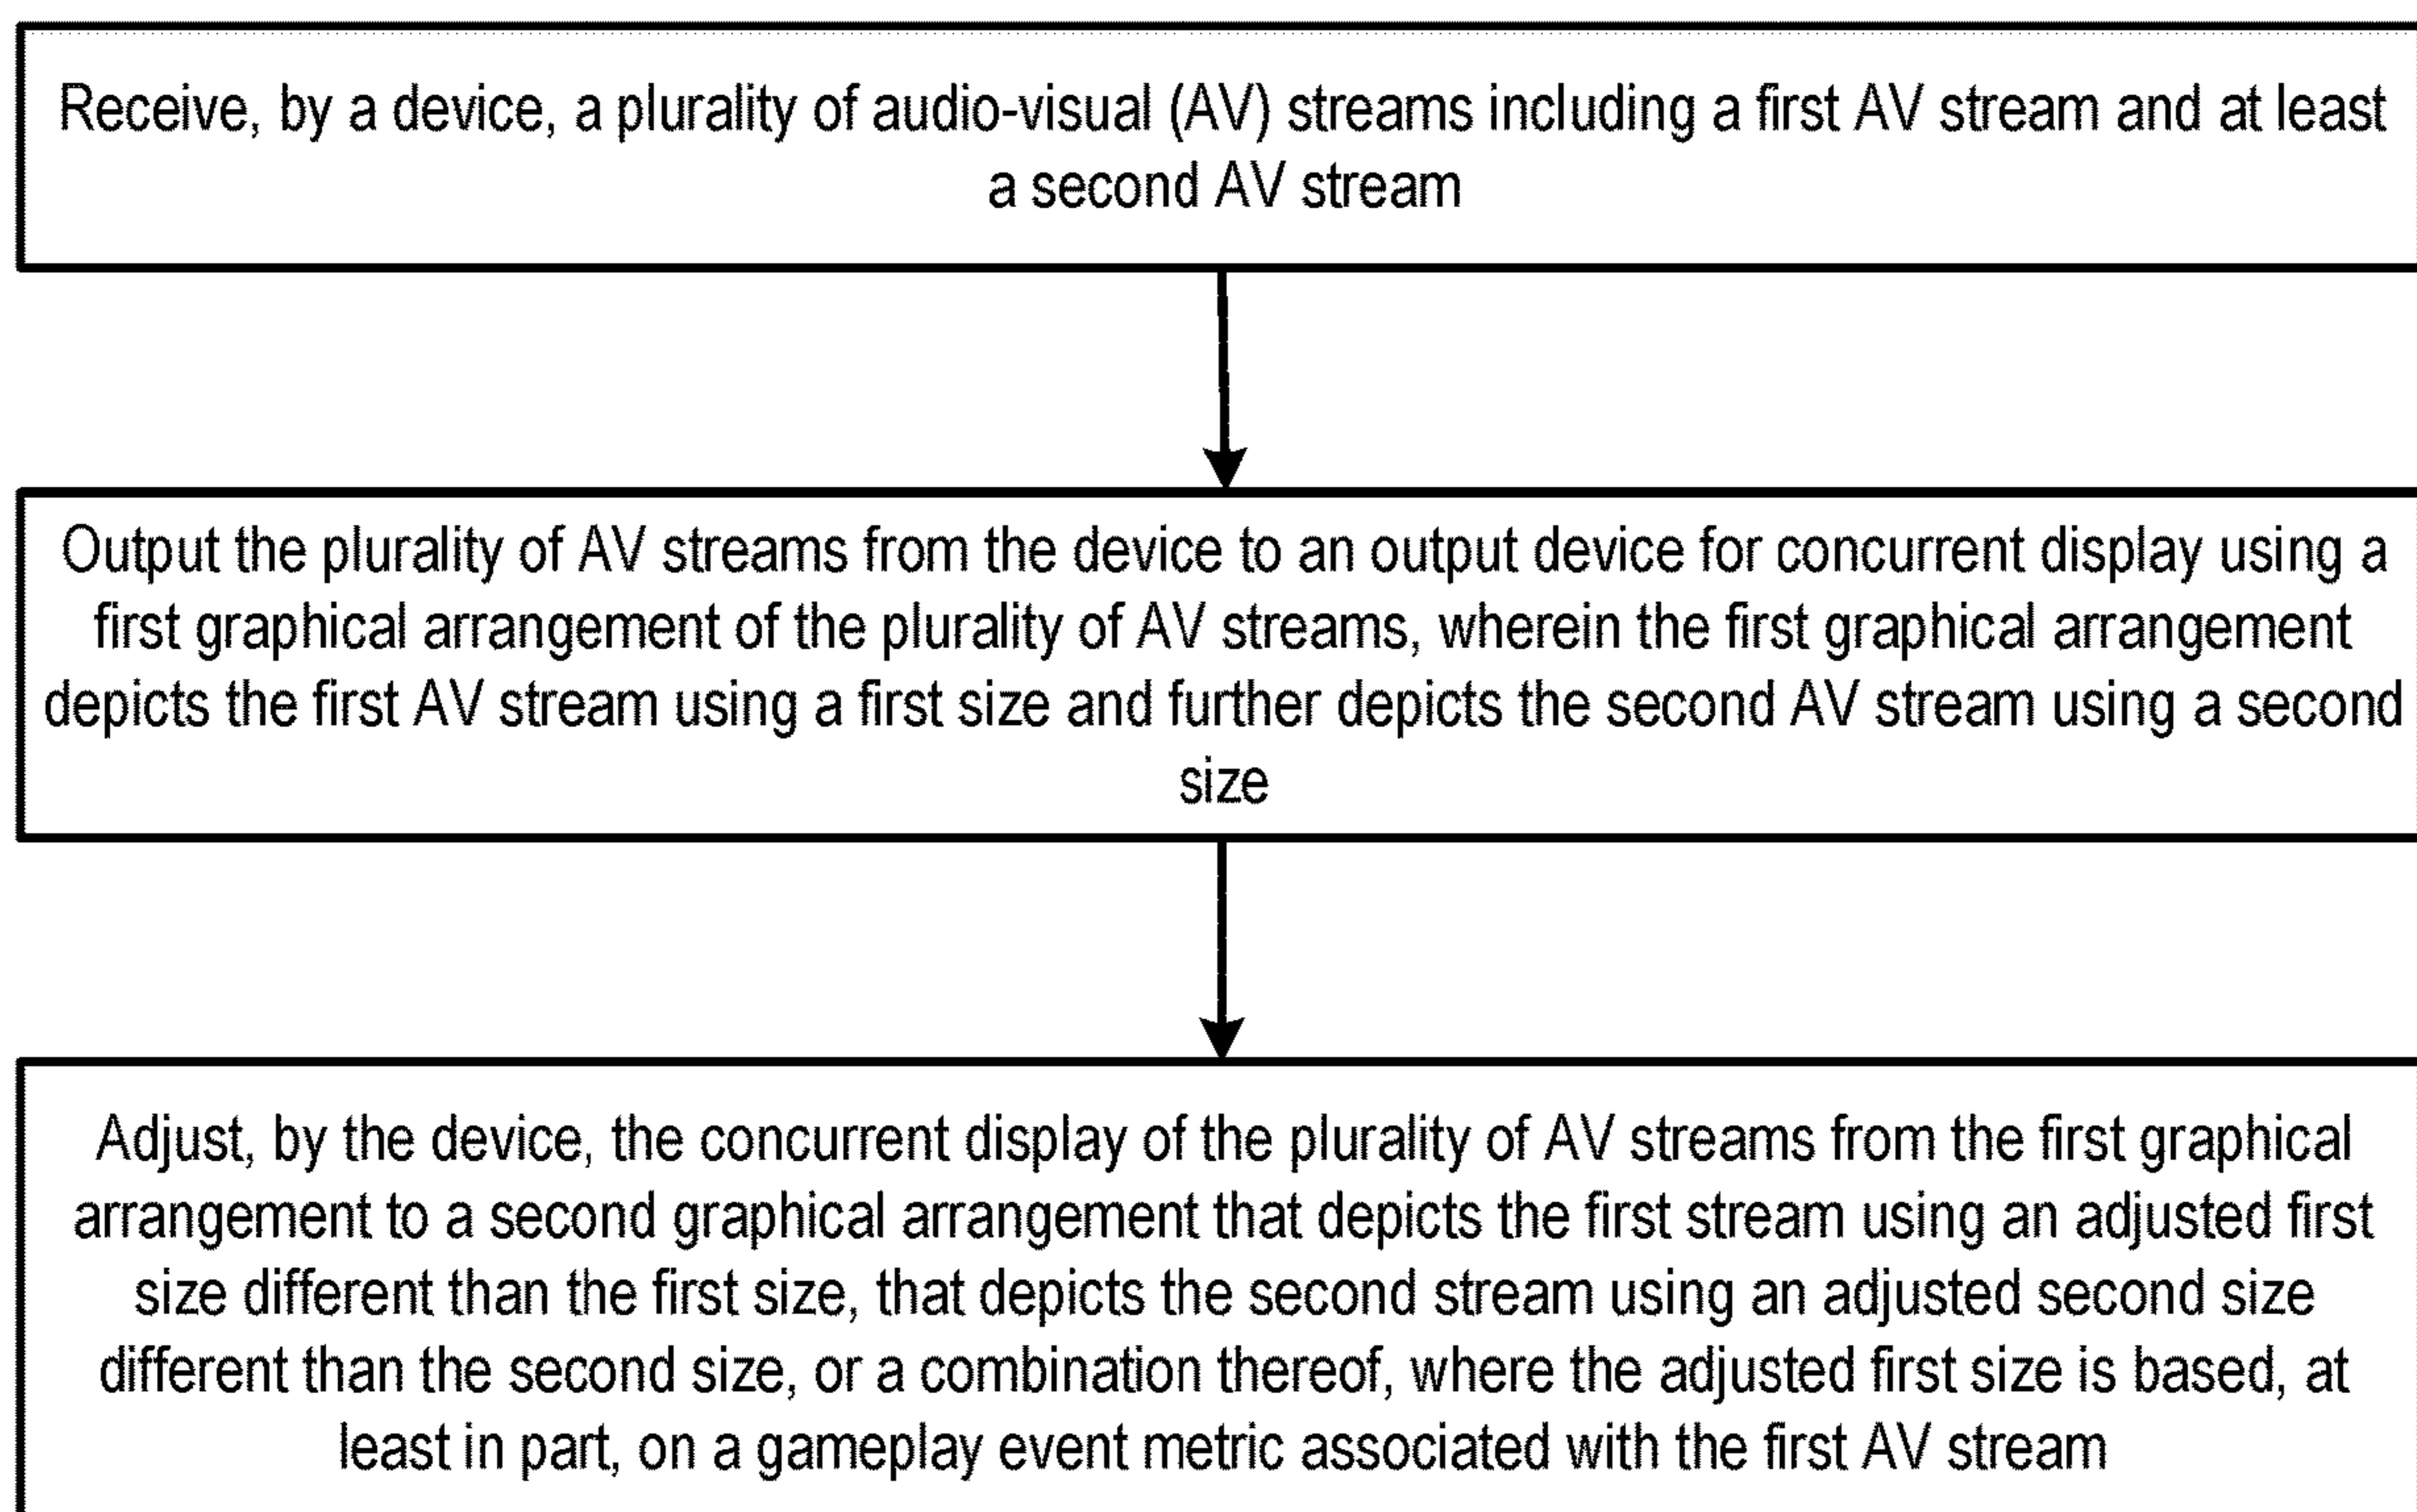 Receive, by a device, a plurality of audio-visual (AV) streams including a first AV stream and at least
a second AV stream
Output the plurality of AV streams from the device to an output device for concurrent display using a
first graphical arrangement of the plurality of AV streams, wherein the first graphical arrangement
depicts the first AV stream using a first size and further depicts the second AV stream using a second
size
Adjust, by the device, the concurrent display of the plurality of AV streams from the first graphical
arrangement to a second graphical arrangement that depicts the first stream using an adjusted first
size different than the first size, that depicts the second stream using an adjusted second size
different than the second size, or a combination thereof, where the adjusted first size is based, at
least in part, on a gameplay event metric associated with the first AV stream